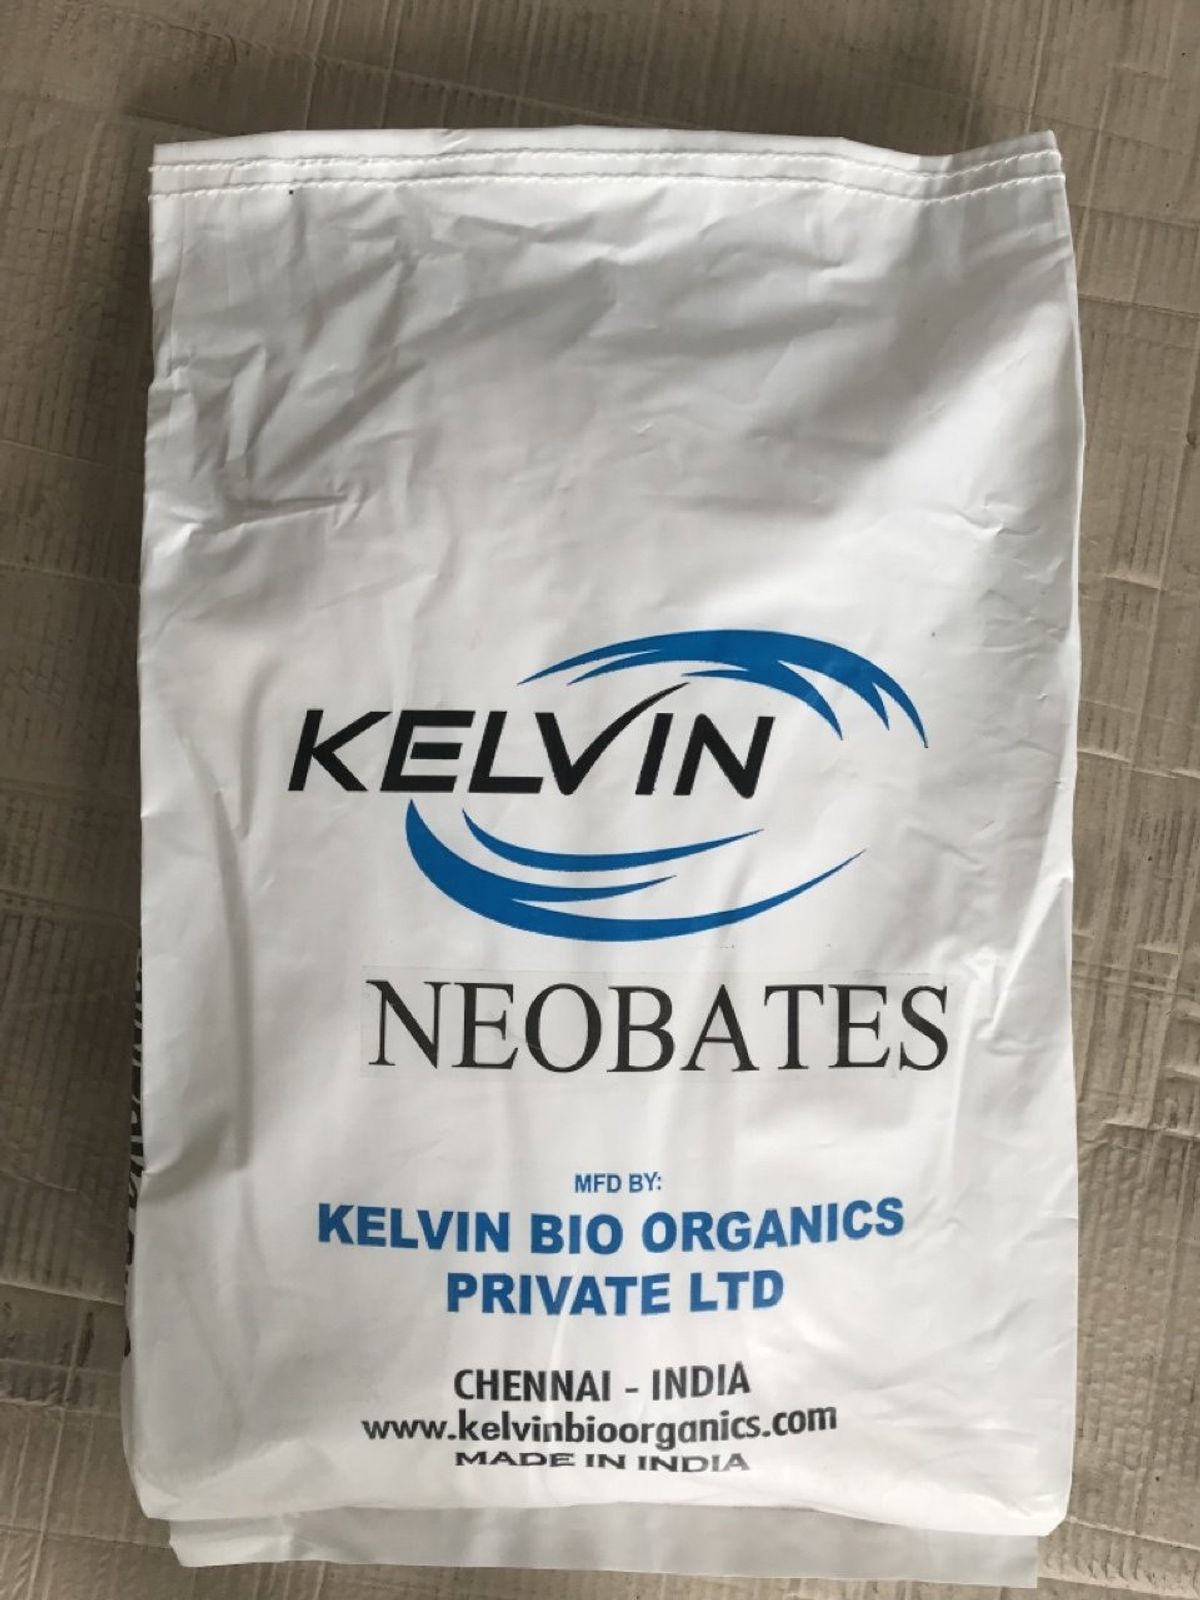 KELVIN
NEOBATES
MFD BY:
KELVIN BIO ORGANICS
PRIVATE LTD
CHENNAI - INDIA
www.kelvinbioorganics.com
MADE IN INDIA